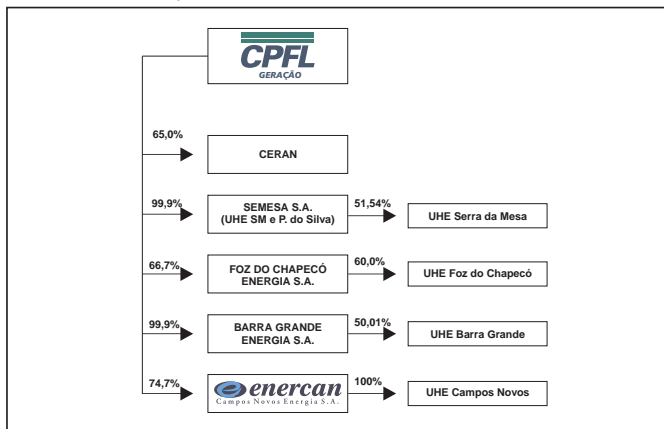 CPFL
GERAÇÃO
65,0%
CERAN
99,9%
SEMESA S.A.
(UHE SM e P. do Silva)
51,54%
UHE Serra da Mesa
66,7%
FOZ DO CHAPECÓ
ENERGIA S.A.
60,0%
UHE Foz do Chapecó
99,9%
BARRA GRANDE
ENERGIA S.A.
50,01%
UHE Barra Grande
74,7%
enercan
Campos Novos Energia S.A.
100%
UHE Campos Novos